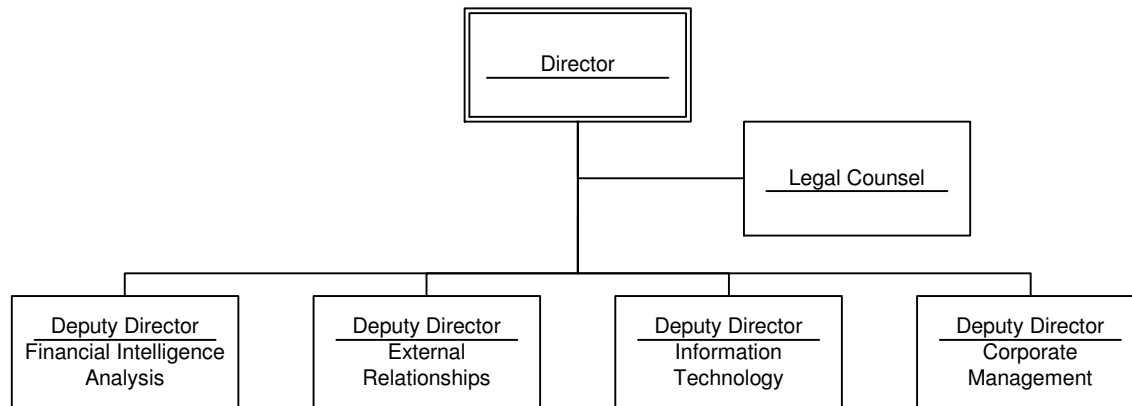 Director
Legal Counsel
Deputy Director
Financial Intelligence
Analysis
Deputy Director
External
Relationships
Deputy Director
Information
Technology
Deputy Director
Corporate
Management